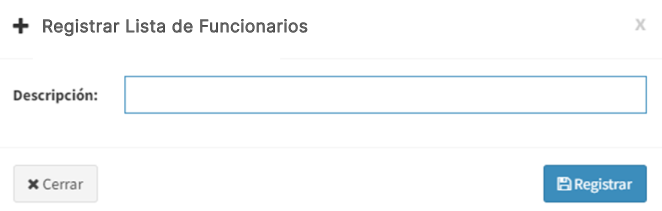 Registrar Lista de Funcionarios
x
Descripción:
Cerrar
Registrar